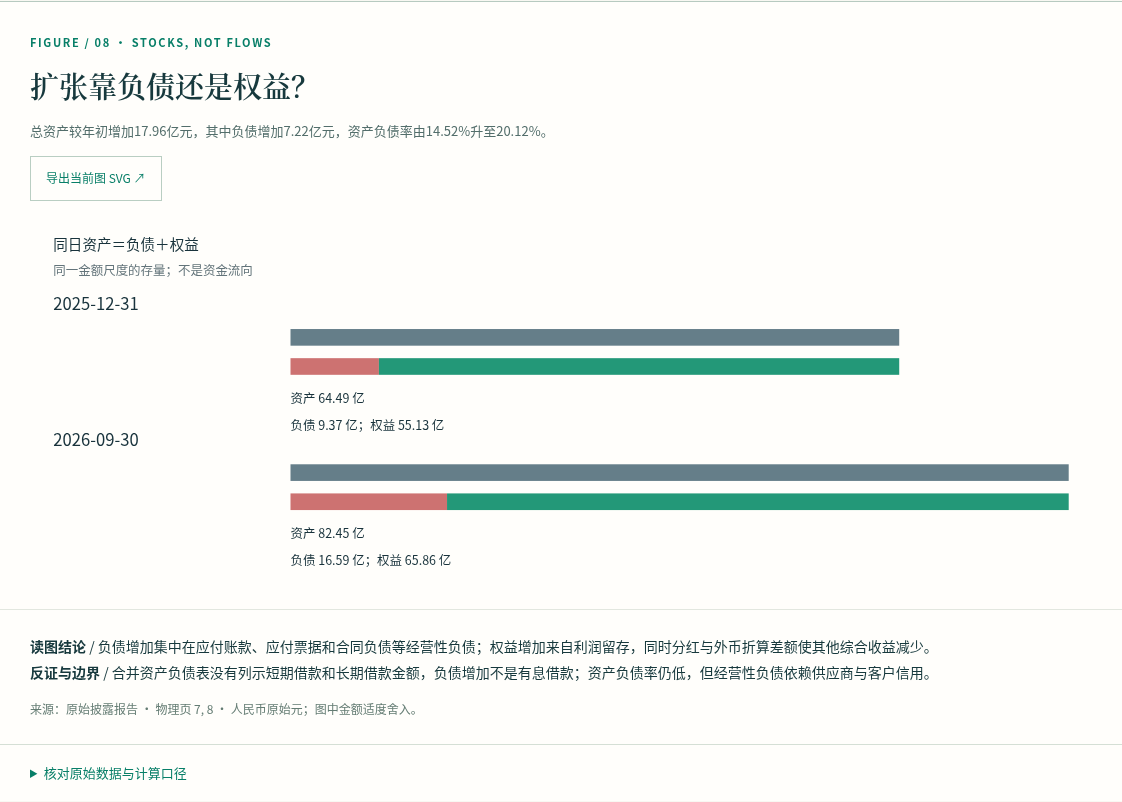 FIGURE / 08 · STOCKS, NOT FLOWS
扩张靠负债还是权益?
总资产较年初增加17.96亿元，其中负债增加7.22亿元，资产负债率由14.52%升至20.12%。
导出当前图 SVG ↗
同日资产＝负债＋权益
同一金额尺度的存量；不是资金流向
2025-12-31
资产 64.49 亿
负债 9.37 亿；权益 55.13 亿
2026-09-30
资产 82.45 亿
负债 16.59 亿；权益 65.86 亿
读图结论 / 负债增加集中在应付账款、应付票据和合同负债等经营性负债；权益增加来自利润留存，同时分红与外币折算差额使其他综合收益减少。
反证与边界 / 合并资产负债表没有列示短期借款和长期借款金额，负债增加不是有息借款；资产负债率仍低，但经营性负债依赖供应商与客户信用。
来源：原始披露报告 · 物理页 7, 8 · 人民币原始元；图中金额适度舍入。
▶ 核对原始数据与计算口径